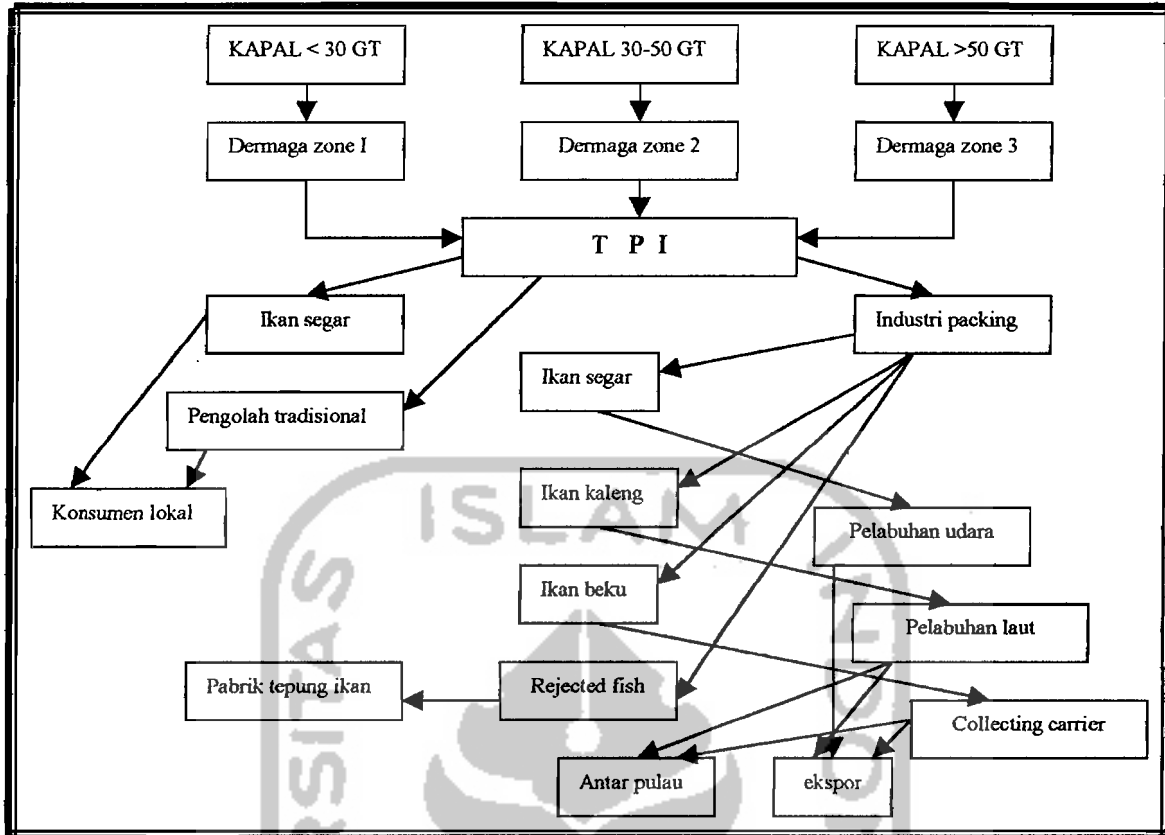 KAPAL < 30 GT
KAPAL 30-50 GT
KAPAL >50 GT
Dermaga zone 1
Dermaga zone 2
Dermaga zone 3
T P I
Ikan segar
Industri packing
Ikan segar
Pengolah tradisional
Ikan kaleng
Konsumen lokal
Pelabuhan udara
Ikan beku
Pelabuhan laut
Pabrik tepung ikan
Rejected fish
Collecting carrier
Antar pulau
ekspor
ISLAM